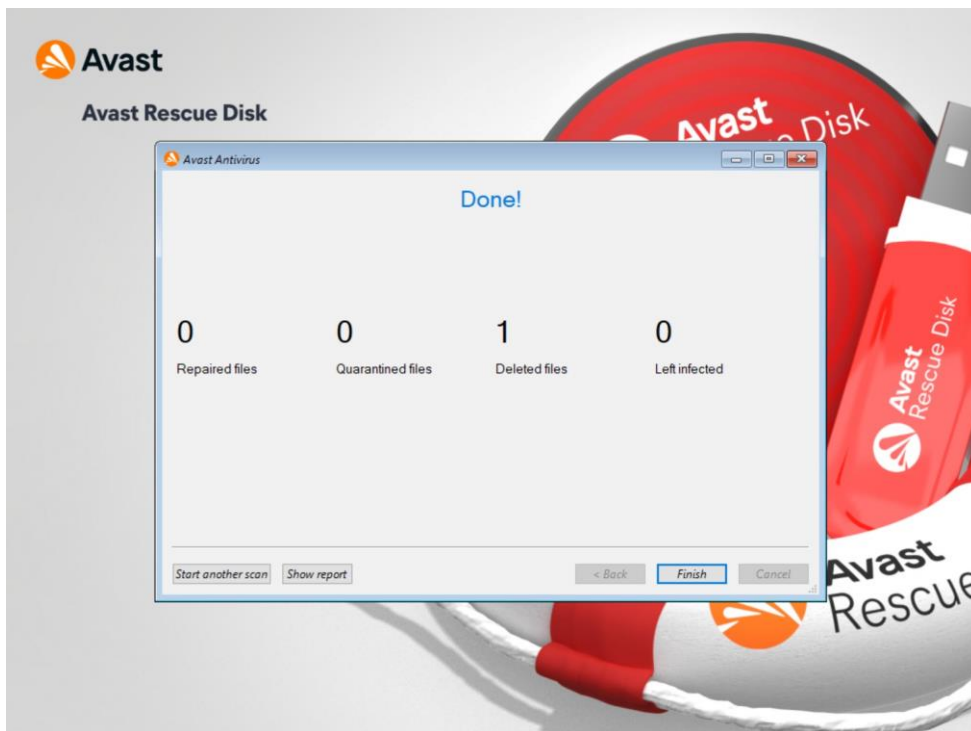 Avast
Avast Rescue Disk
Avast
Rescue Disk
Avast Antivirus
Done!
0
0
1
0
Repaired files
Quarantined files
Deleted files
Left infected
Avast
Rescue Disk
Start another scan
Show report
< Back
Finish
Cancel
Avast